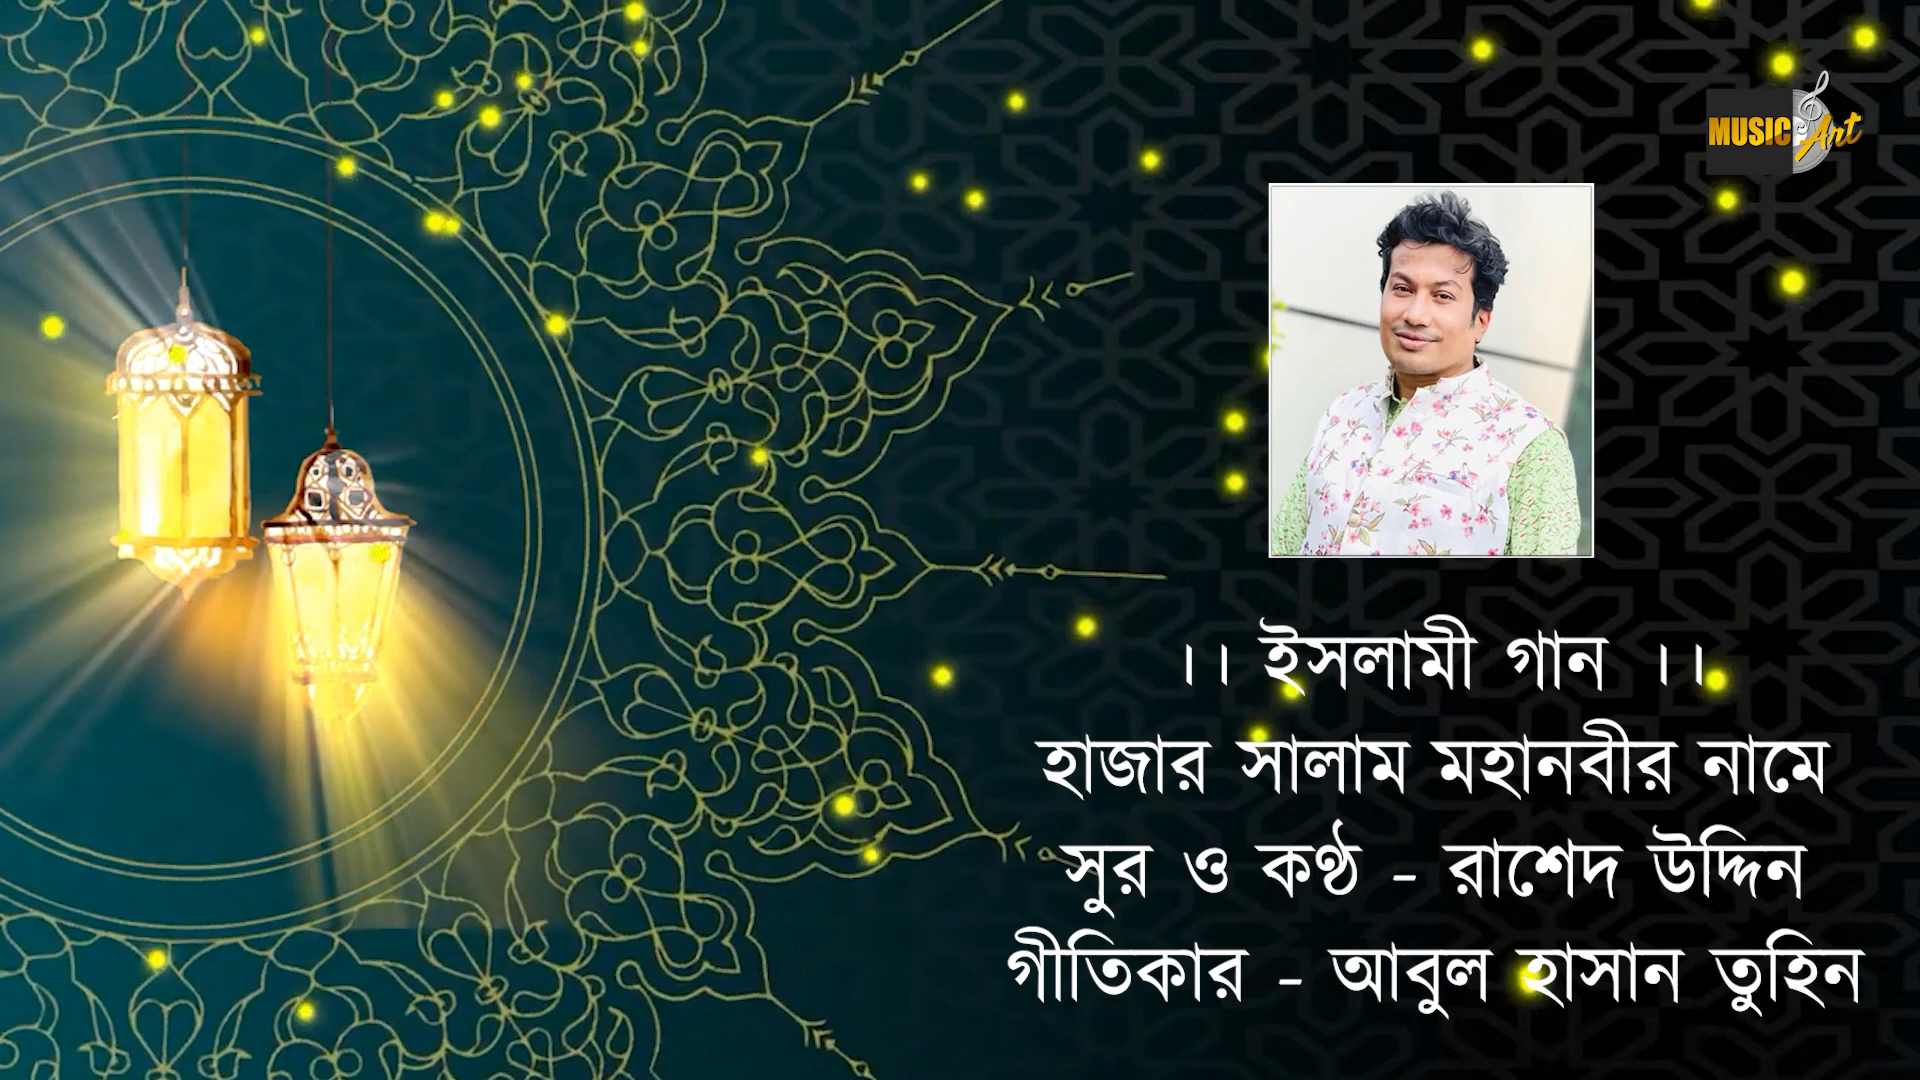 MUSIC Art
।। ইসলামী গান ।।
হাজার সালাম মহানবীর নামে
সুর ও কণ্ঠ - রাশেদ উদ্দিন
গীতিকার - আবুল হাসান তুহিন